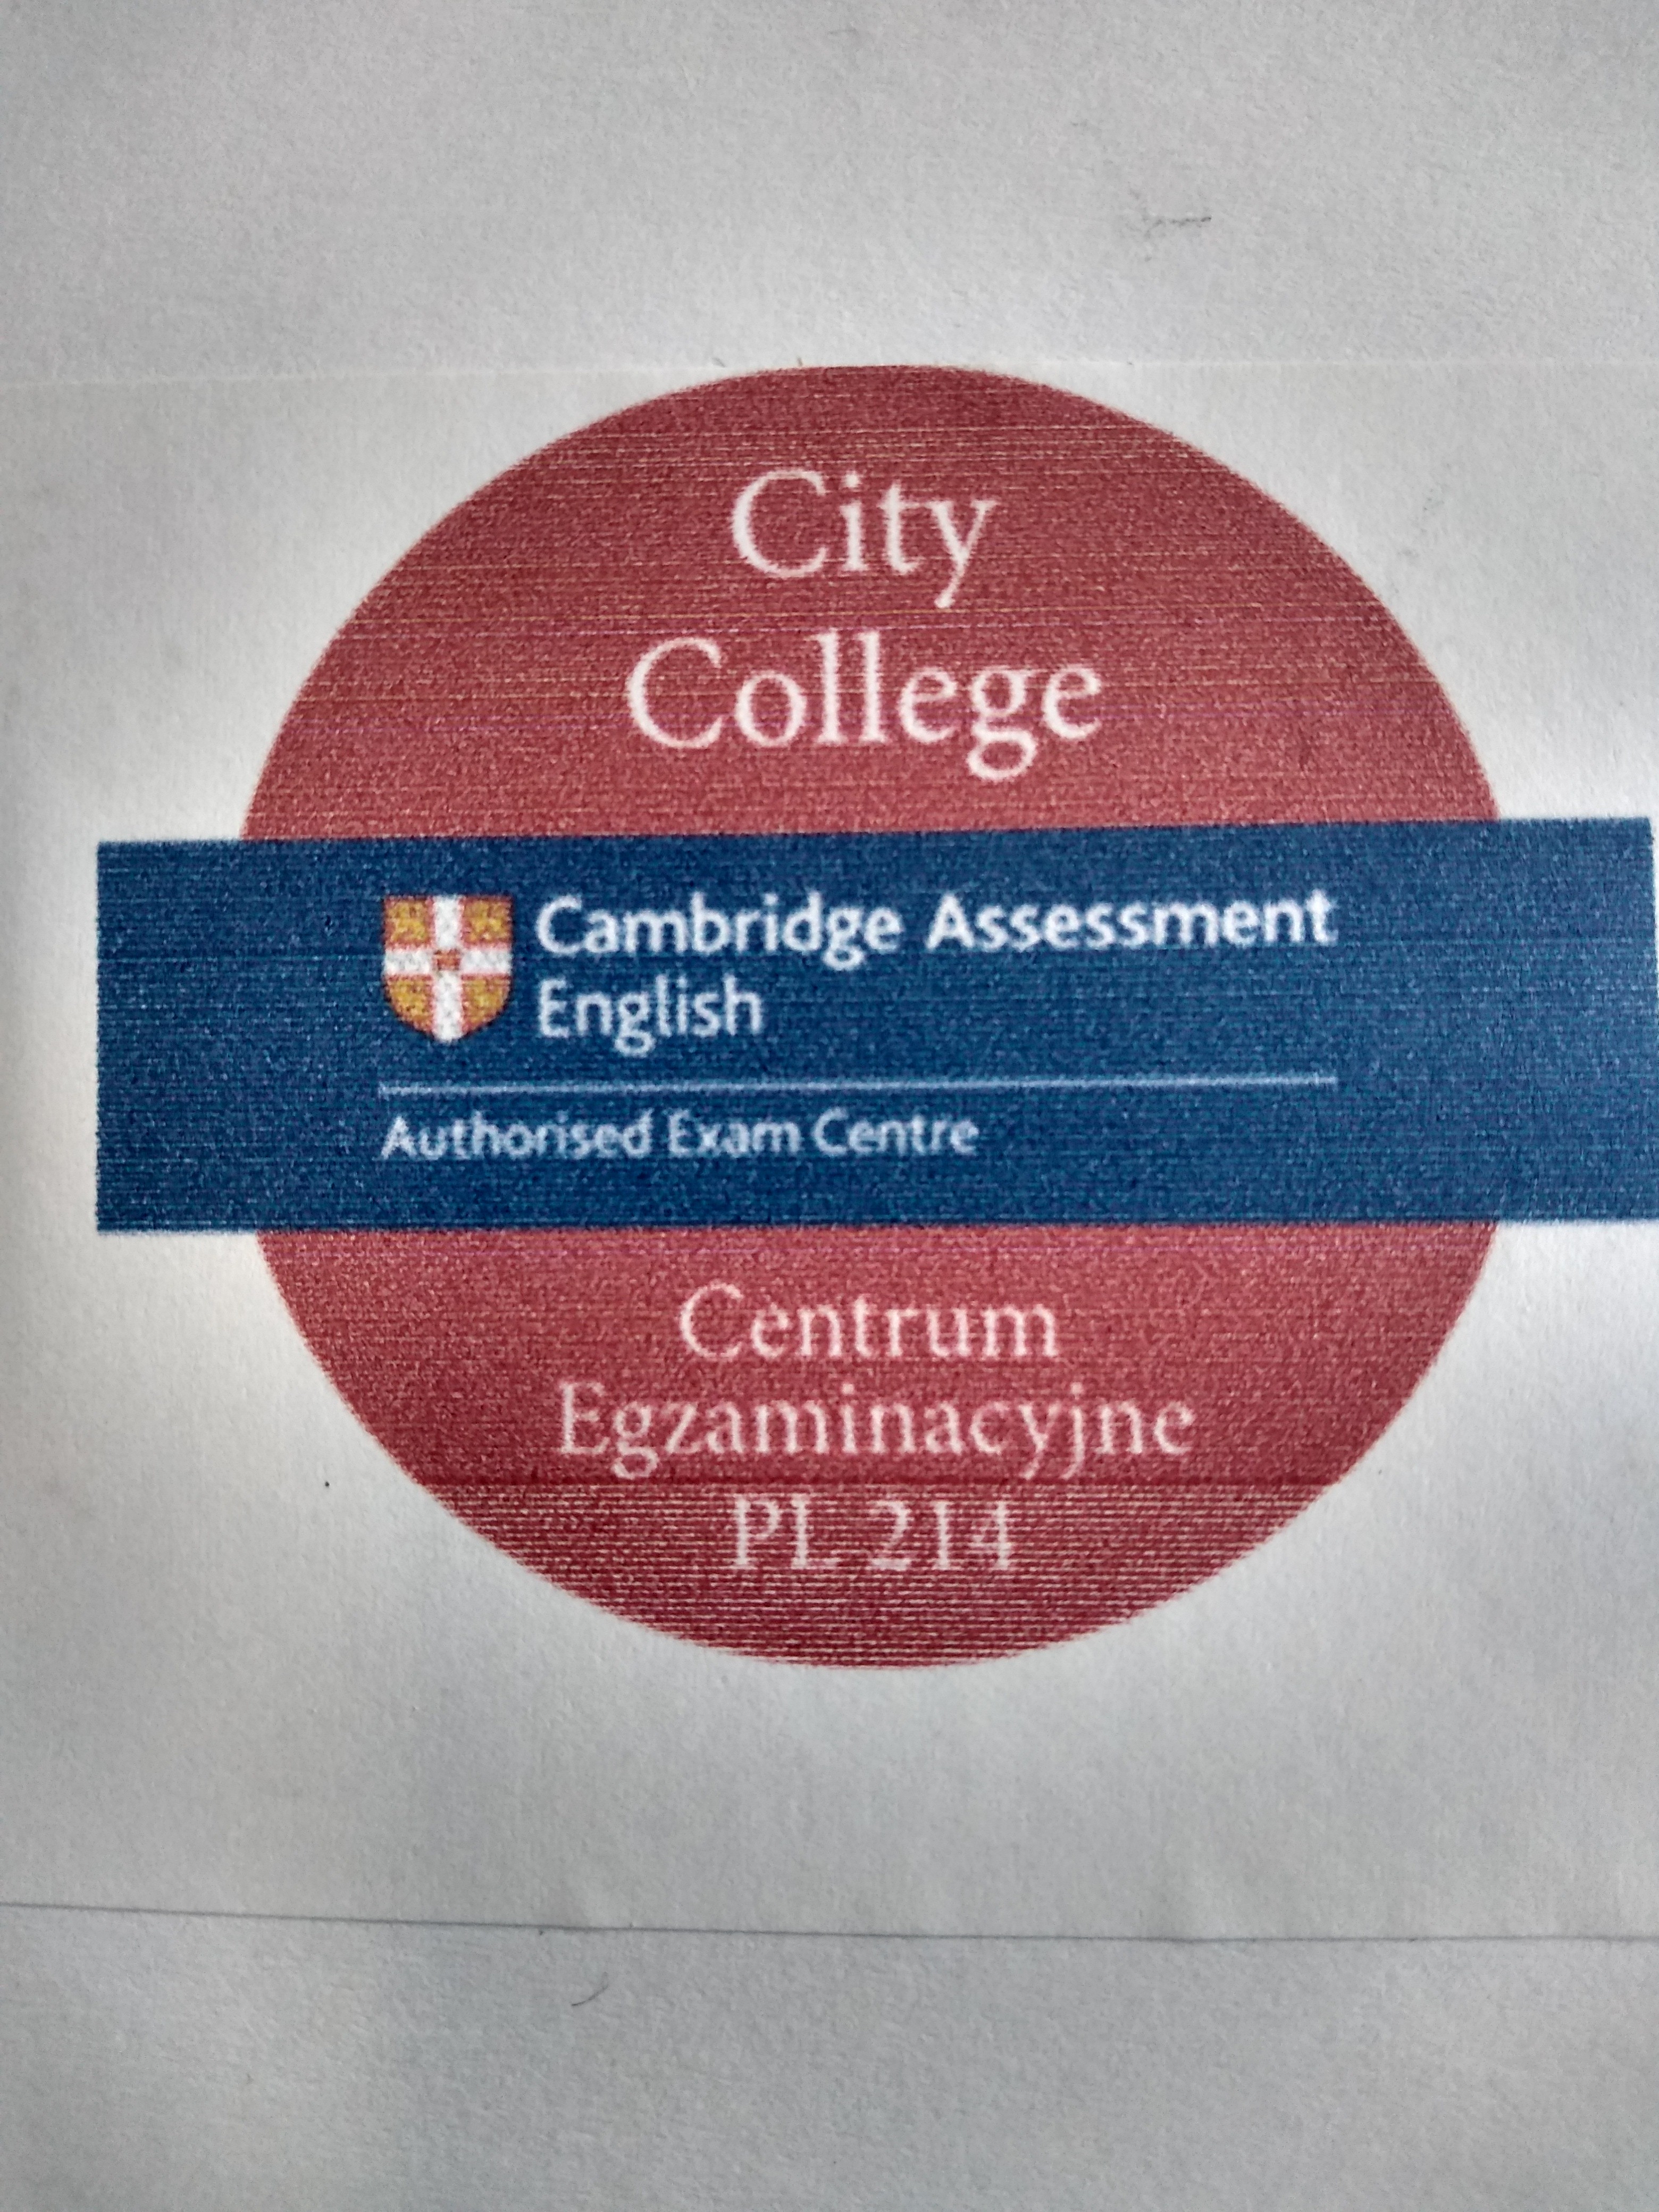 City
College
Cambridge Assessment
English
Authorised Exam Centre
Centrum
Egzaminacyjne
PL 214